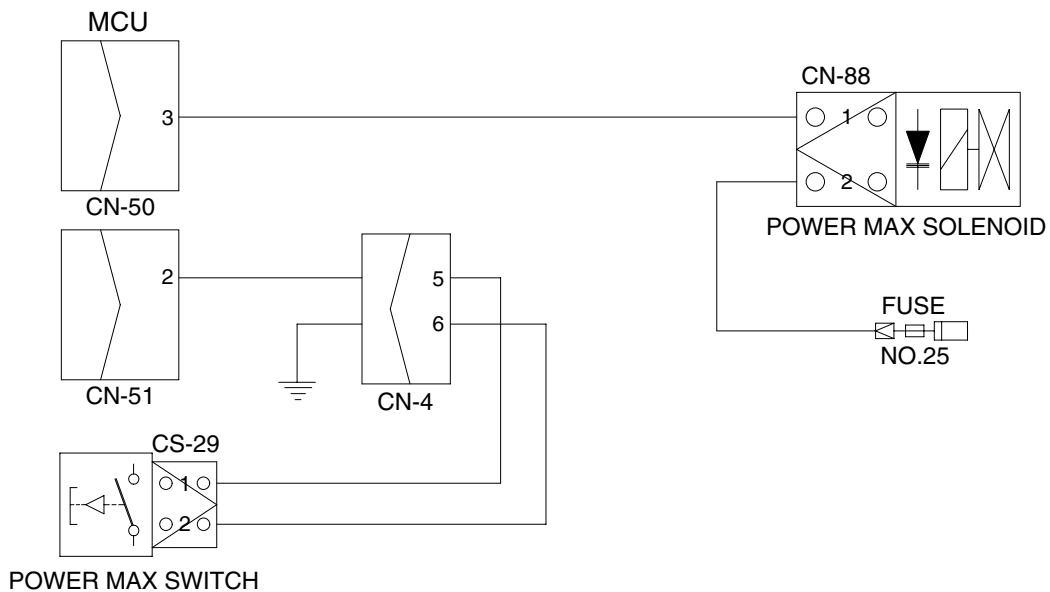 MCU
3
CN-50
CN-88
1
2
POWER MAX SOLENOID
2
CN-51
5
6
CN-4
FUSE
NO.25
CS-29
1
2
POWER MAX SWITCH